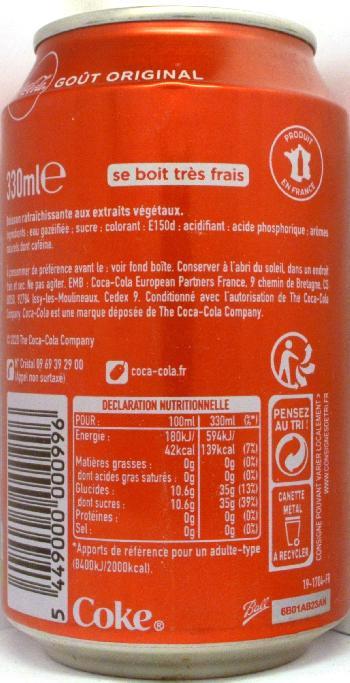 Coca-Cola GOÛT ORIGINAL
PRODUIT
EN FRANCE
330ml e
se boit très frais
rafraîchissante aux extraits végétaux.
: eau gazéifiée ; sucre ; colorant : E150d ; acidifiant : acide phosphorique ; arômes
naturels dont caféine.
consommer de préférence avant le : voir fond boîte. Conserver à l'abri du soleil, dans un endroit
et sec. Ne pas agiter. EMB : Coca-Cola European Partners France, 9 chemin de Bretagne, CS
92784 Issy-les-Moulineaux, Cedex 9. Conditionné avec l'autorisation de The Coca-Cola
Company. Coca-Cola est une marque déposée de The Coca-Cola Company.
© 2020 The Coca-Cola Company
N° Cristal 09 69 39 29 00
(Appel non surtaxé)
coca-cola.fr
DECLARATION NUTRITIONNELLE
POUR : 100ml 330ml (%*)
Energie : 180kJ/ 594kJ/
42kcal 139kcal (7%)
Matières grasses : 0g 0g (0%)
dont acides gras saturés : 0g 0g (0%)
Glucides : 10.6g 35g (13%)
dont sucres : 10.6g 35g (39%)
Protéines : 0g 0g (0%)
Sel : 0g 0g (0%)
*Apports de référence pour un adulte-type
(8400kJ/2000kcal).
PENSEZ
AU TRI !
CANETTE
MÉTAL
À RECYCLER
CONSIGNE POUVANT VARIER LOCALEMENT >
WWW.CONSIGNESDETRI.FR
5 449000 000996
Coke®
Ball
19-1704-FR
6B01AB23AN